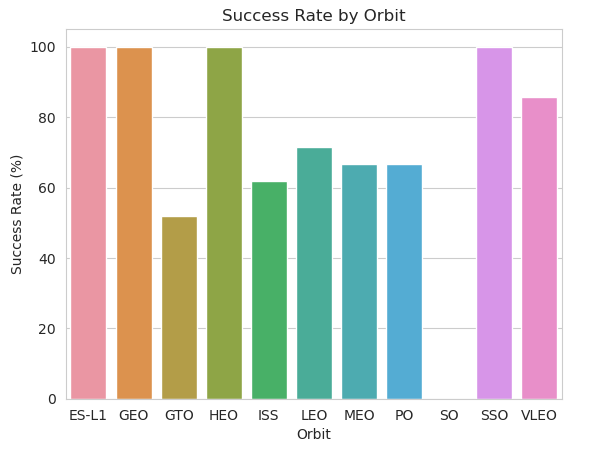 Success Rate by Orbit
100
80
60
40
20
0
Success Rate (%)
ES-L1 GEO GTO HEO ISS LEO MEO PO SO SSO VLEO
Orbit